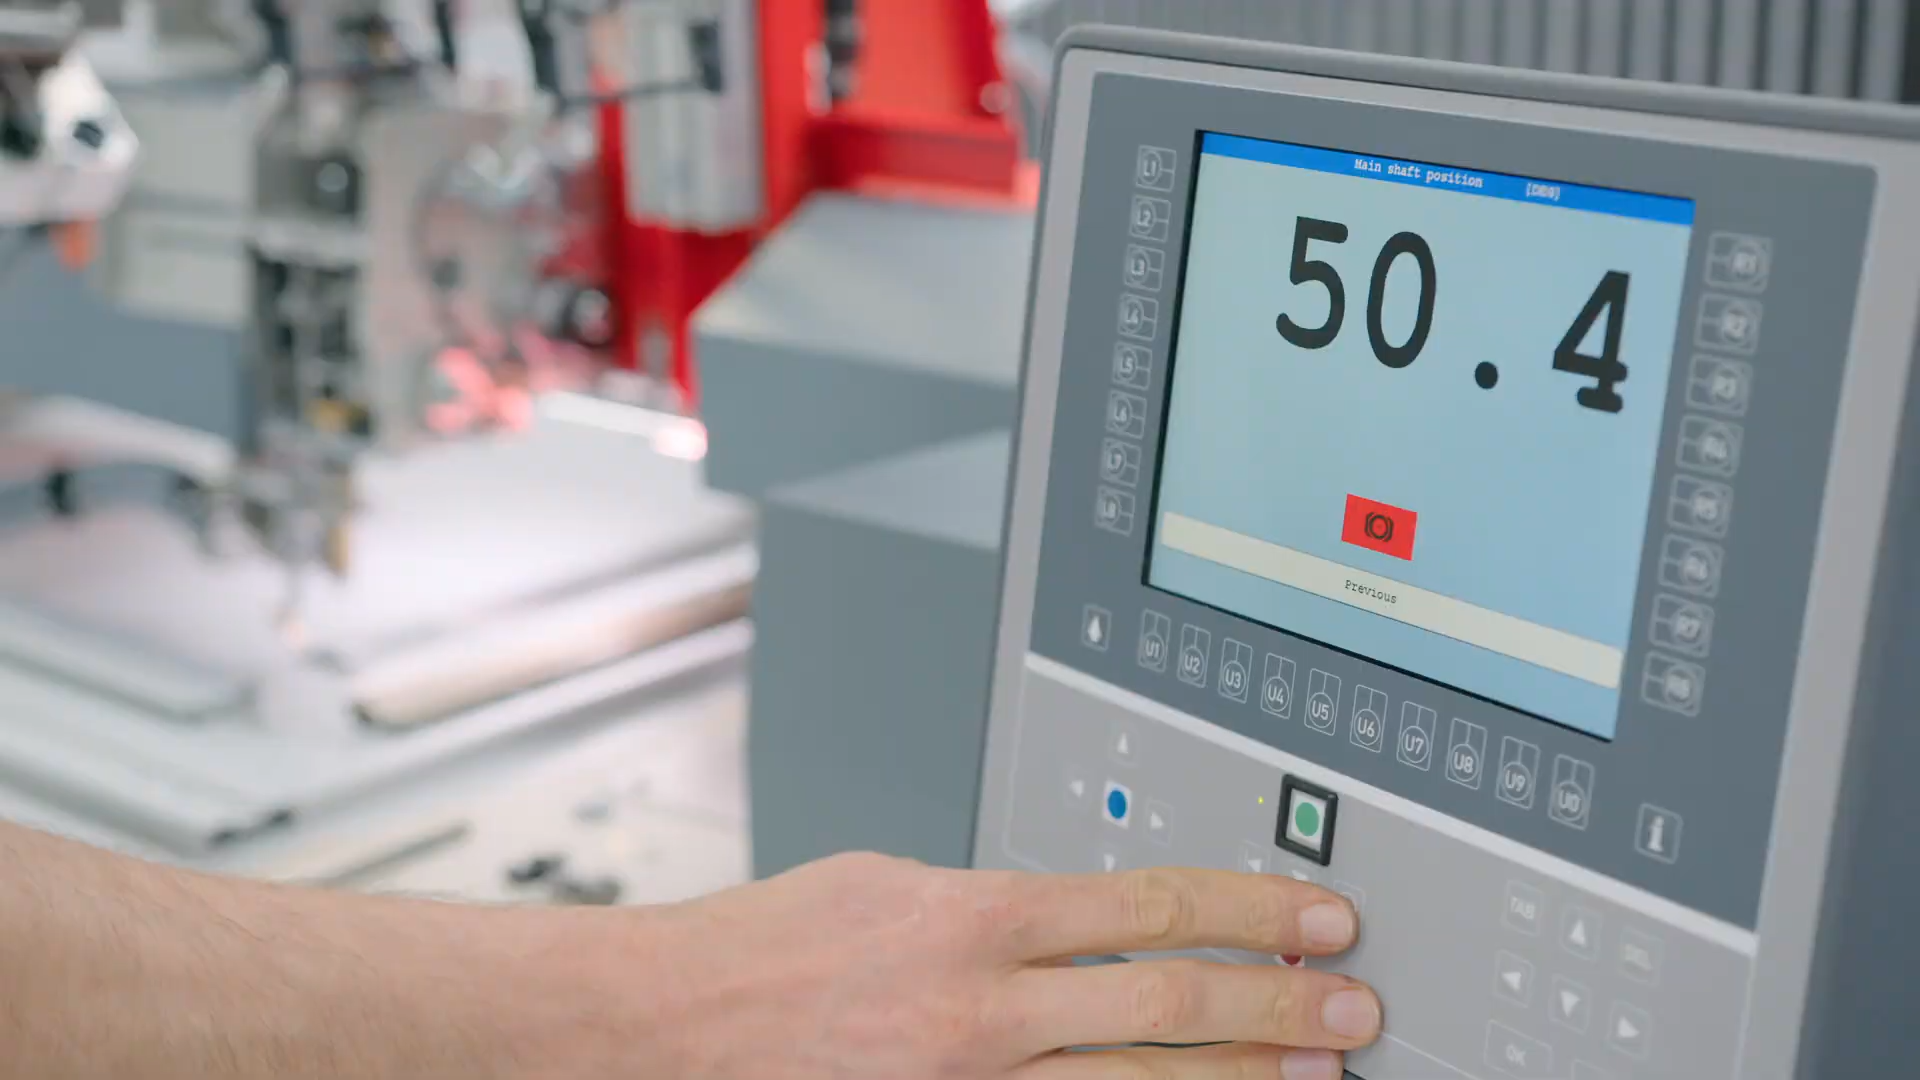 Main shaft position
50.4
Previous
L1
L2
L3
L4
L5
L6
L7
L8
R1
R2
R3
R4
R5
R6
R7
R8
U1 U2 U3 U4 U5 U6 U7 U8 U9 U0
i
TAB
DEL
OK